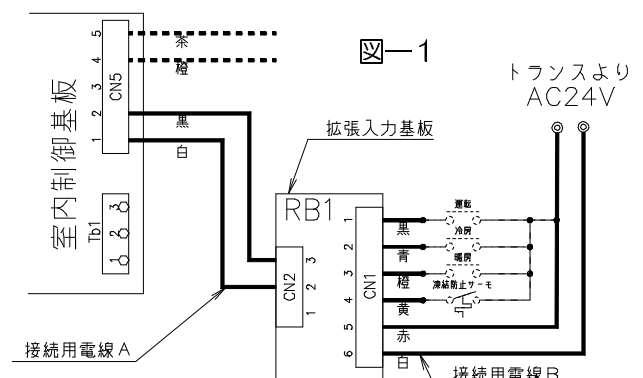 図－1
トランスより
AC24V
室内制御基板
CN5
5
4
3
2
1
茶
橙
黒
白
Tb1
3
2
1
拡張入力基板
RB1
CN2
3
2
1
CN1
1
2
3
4
5
6
黒
青
橙
黄
赤
白
運転
冷房
暖房
凍結防止サーモ
接続用電線A
接続用電線B